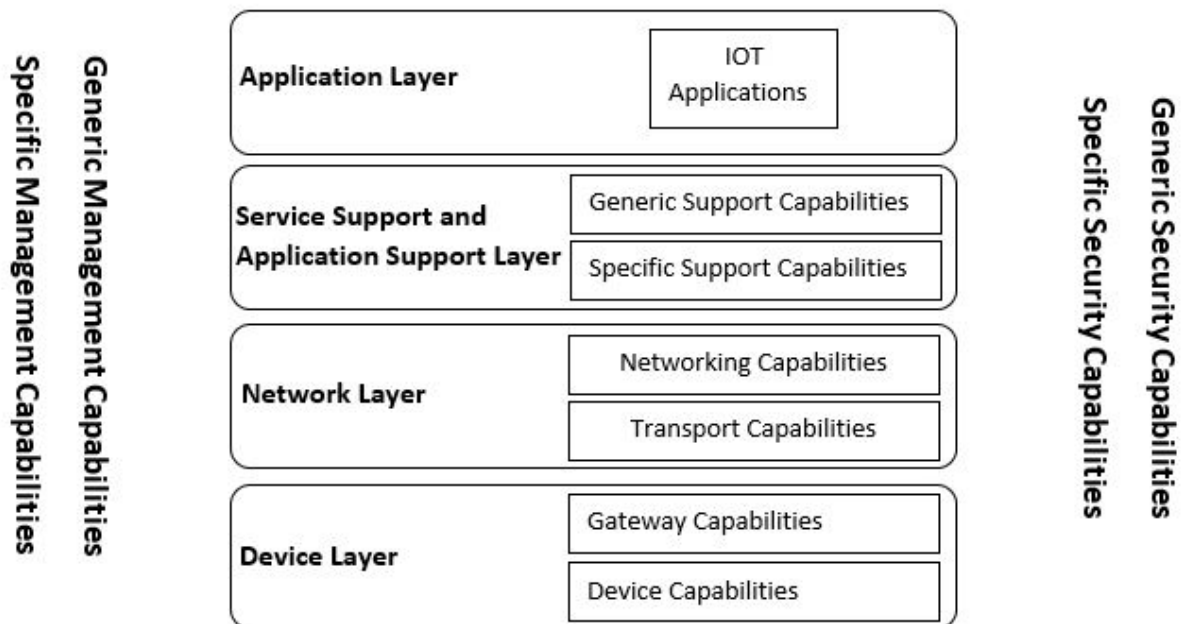 Specific Management Capabilities
Generic Management Capabilities
Application Layer
IOT
Applications
Service Support and
Application Support Layer
Generic Support Capabilities
Specific Support Capabilities
Network Layer
Networking Capabilities
Transport Capabilities
Device Layer
Gateway Capabilities
Device Capabilities
Specific Security Capabilities
Generic Security Capabilities